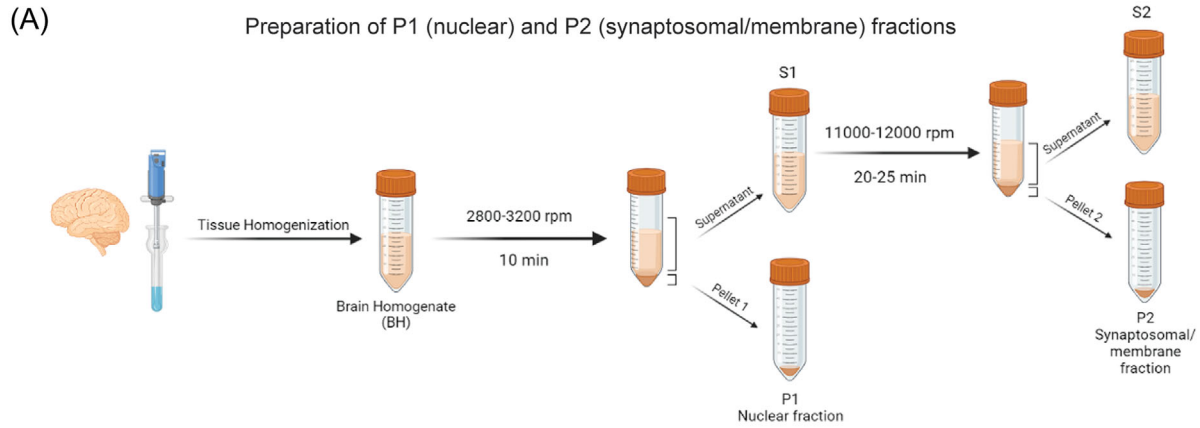 (A)
Preparation of P1 (nuclear) and P2 (synaptosomal/membrane) fractions
Tissue Homogenization
Brain Homogenate
(BH)
2800-3200 rpm
10 min
Supernatant
Pellet 1
S1
P1
Nuclear fraction
11000-12000 rpm
20-25 min
Supernatant
Pellet 2
S2
P2
Synaptosomal/
membrane
fraction